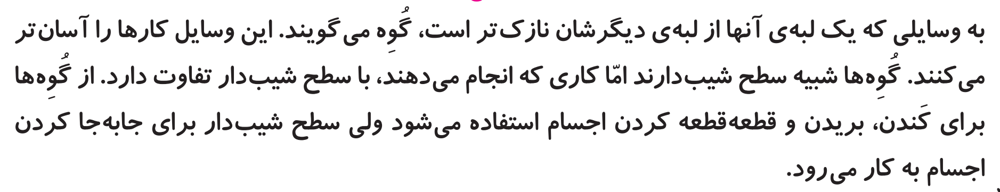 به وسایلی که یک لبه‌ی آنها از لبه‌ی دیگرشان نازک‌تر است، گُوِه می‌گویند. این وسایل کارها را آسان‌تر
می‌کنند. گُوِه‌ها شبیه سطح شیب‌دارند امّا کاری که انجام می‌دهند، با سطح شیب‌دار تفاوت دارد. از گُوِه‌ها
برای کَندن، بریدن و قطعه‌قطعه کردن اجسام استفاده می‌شود ولی سطح شیب‌دار برای جابه‌جا کردن
اجسام به کار می‌رود.